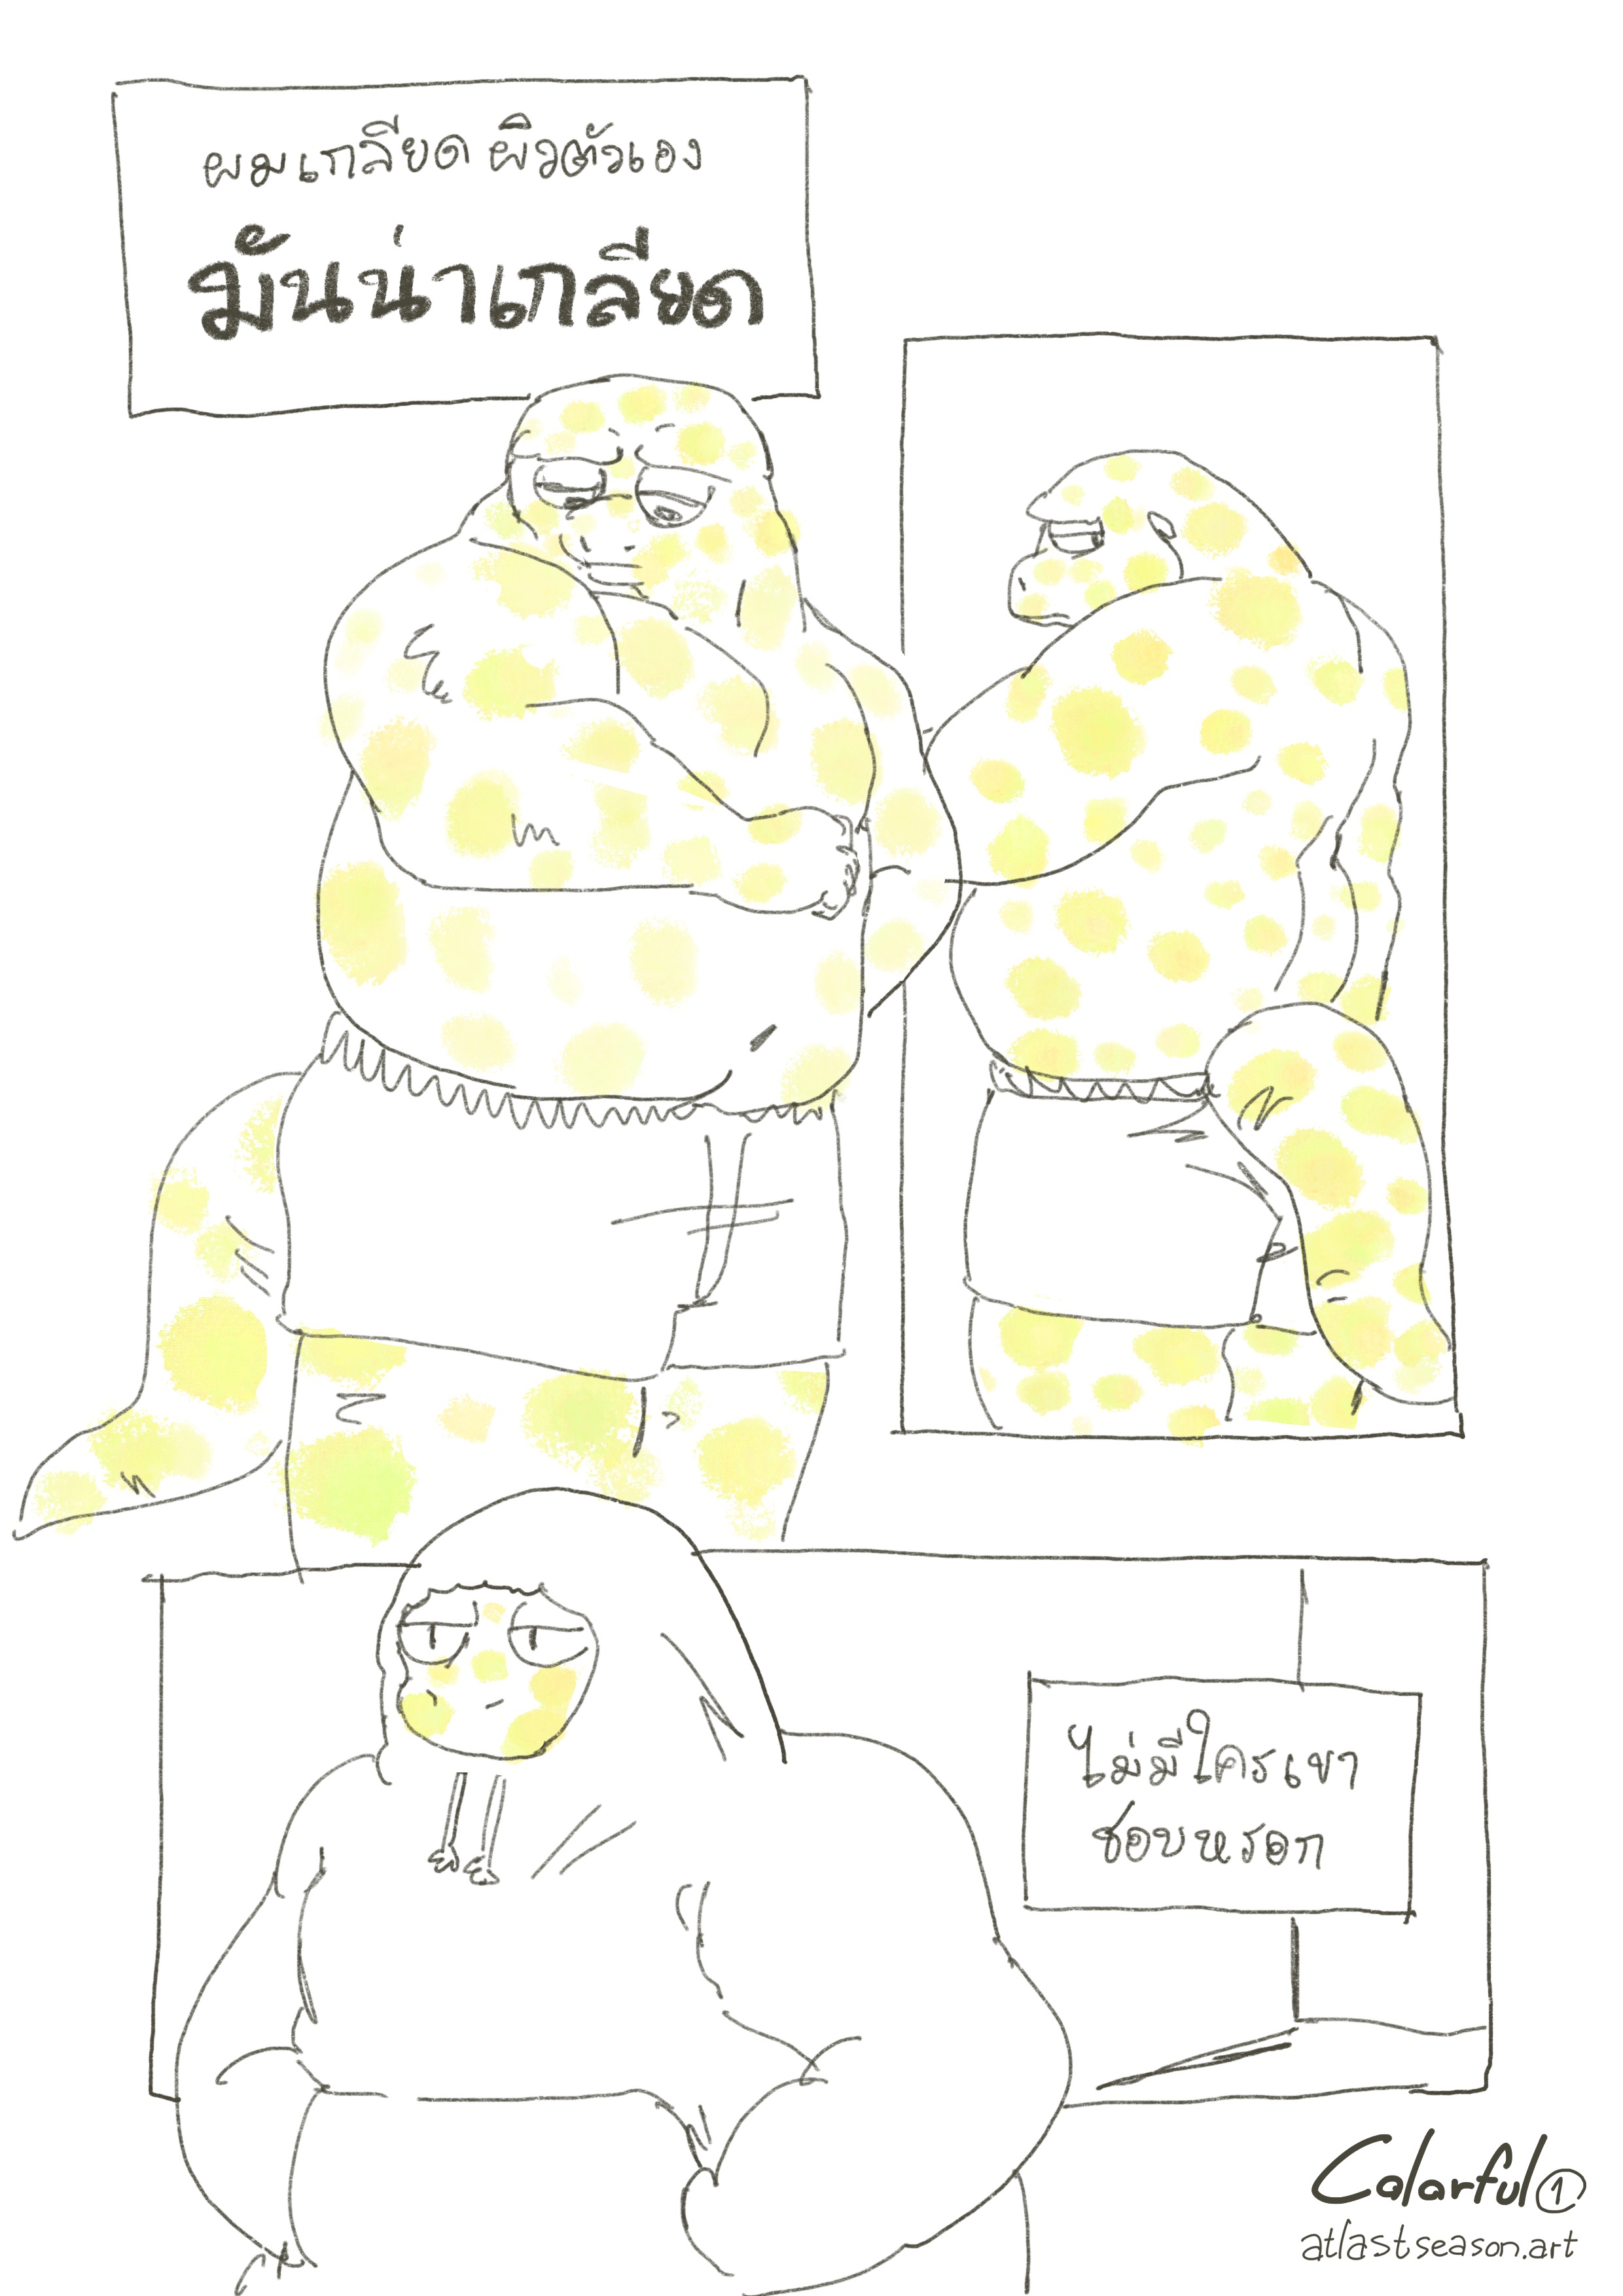 ผมเกลียดผิวตัวเอง
มันน่าเกลียด
ไม่มีใครเขา
ชอบหรอก
Colorful ①
atlastseason.art